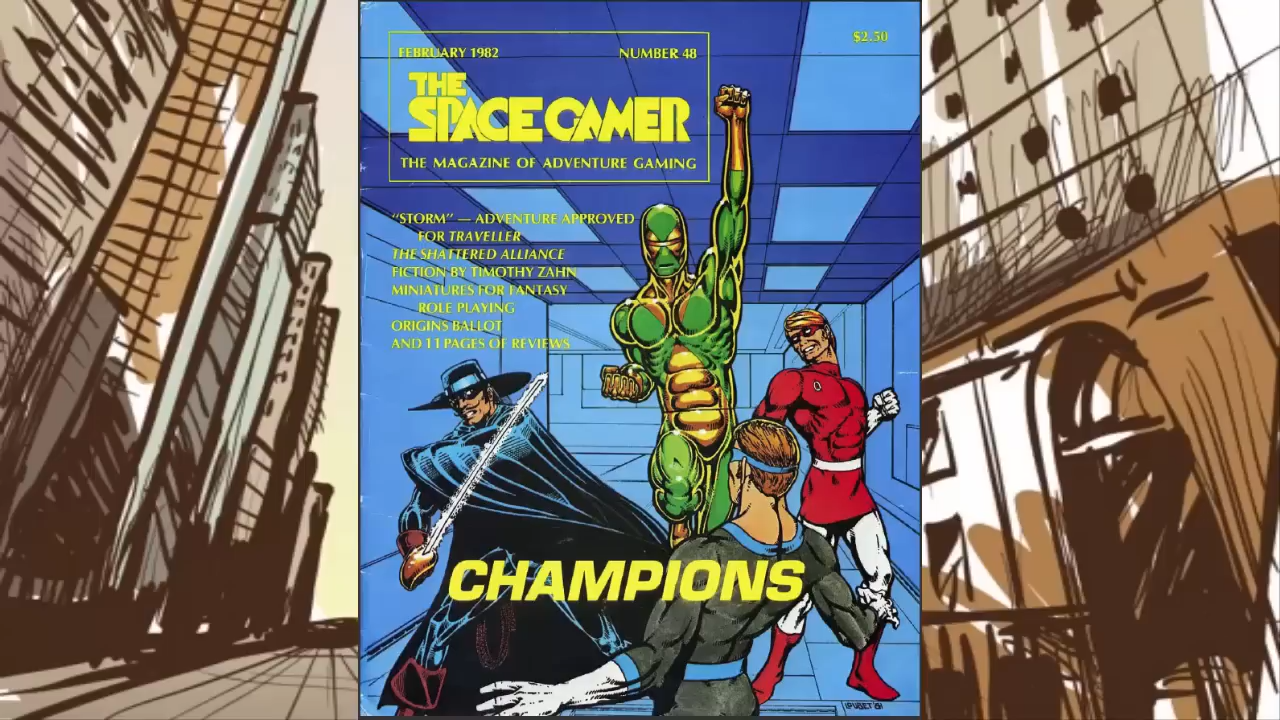 $2.50
FEBRUARY 1982 NUMBER 48
THE
SPACE GAMER
THE MAGAZINE OF ADVENTURE GAMING
"STORM" — ADVENTURE APPROVED
FOR TRAVELLER
THE SHATTERED ALLIANCE
FICTION BY TIMOTHY ZAHN
MINIATURES FOR FANTASY
ROLE PLAYING
ORIGINS BALLOT
AND 11 PAGES OF REVIEWS
CHAMPIONS